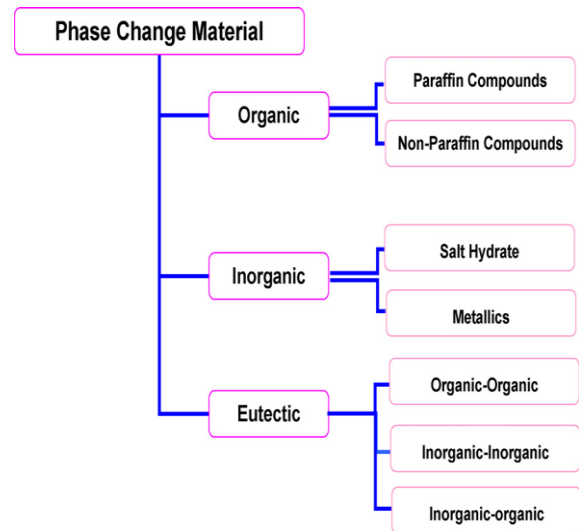 Phase Change Material
Organic
Paraffin Compounds
Non-Paraffin Compounds
Inorganic
Salt Hydrate
Metallics
Eutectic
Organic-Organic
Inorganic-Inorganic
Inorganic-organic